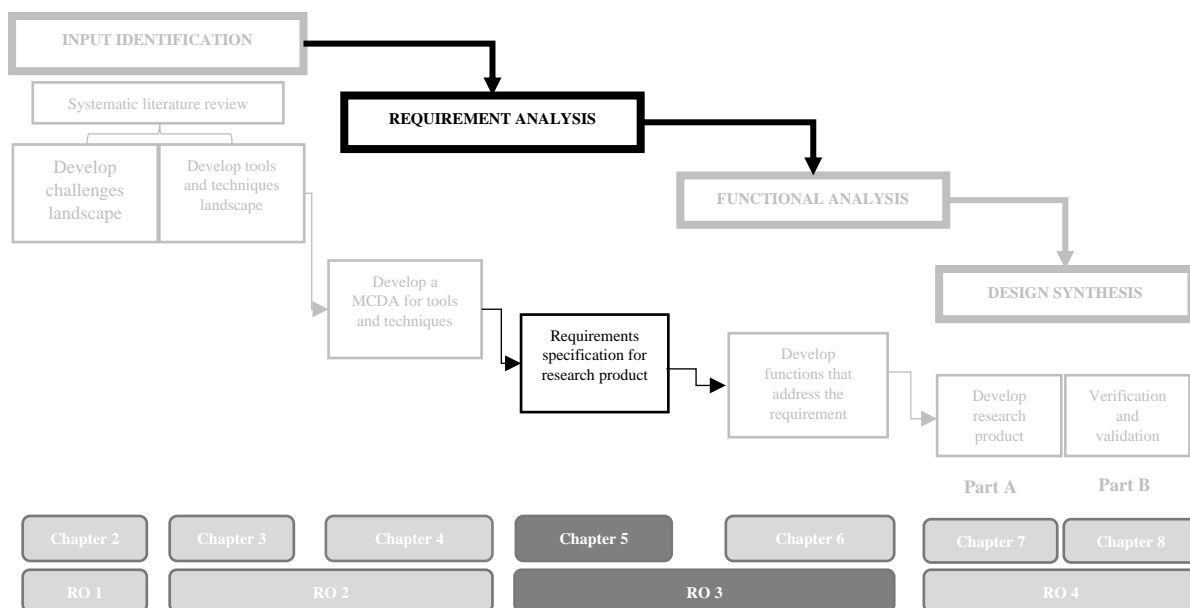 INPUT IDENTIFICATION
REQUIREMENT ANALYSIS
FUNCTIONAL ANALYSIS
DESIGN SYNTHESIS
Systematic literature review
Develop
challenges
landscape
Develop tools
and techniques
landscape
Develop a
MCDA for tools
and techniques
Requirements
specification for
research product
Develop
functions that
address the
requirement
Develop
research
product
Verification
and
validation
Part A
Part B
Chapter 2
Chapter 3
Chapter 4
Chapter 5
Chapter 6
Chapter 7
Chapter 8
RO 1
RO 2
RO 3
RO 4